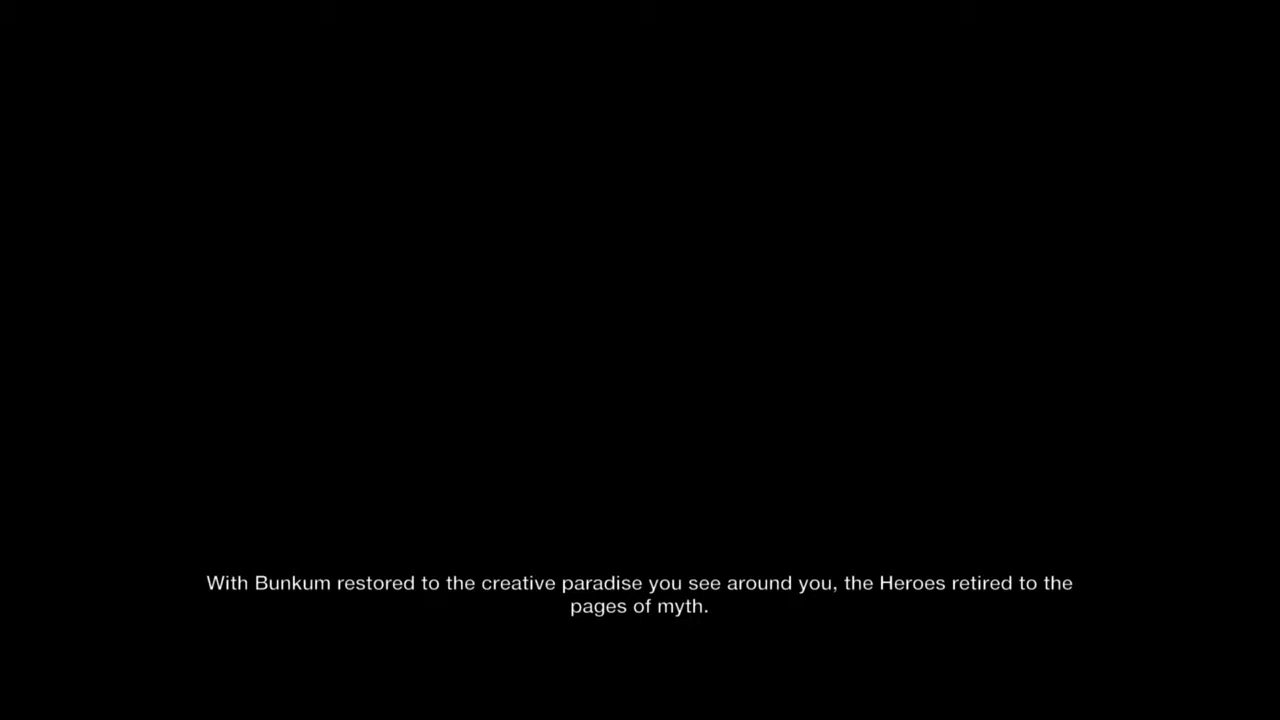 With Bunkum restored to the creative paradise you see around you, the Heroes retired to the
pages of myth.